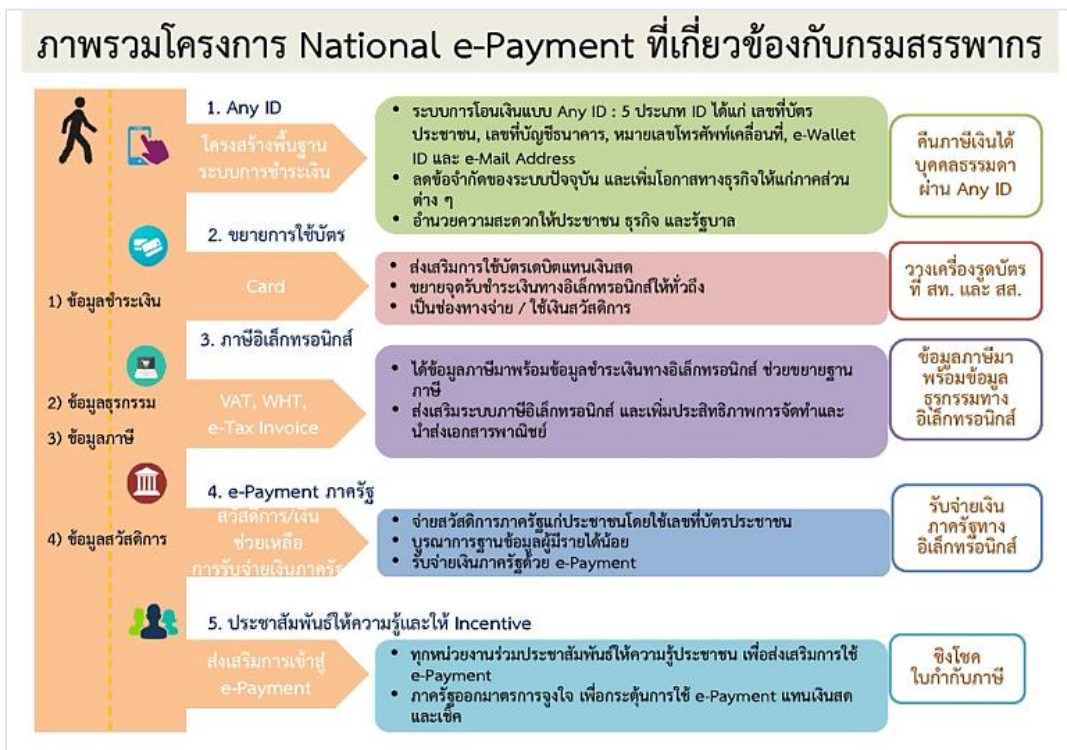 ภาพรวมโครงการ National e-Payment ที่เกี่ยวข้องกับกรมสรรพากร
1. Any ID
โครงสร้างพื้นฐาน
ระบบการชำระเงิน
• ระบบการโอนเงินแบบ Any ID : 5 ประเภท ID ได้แก่ เลขที่บัตร
ประชาชน, เลขที่บัญชีธนาคาร, หมายเลขโทรศัพท์เคลื่อนที่, e-Wallet
ID และ e-Mail Address
• ลดข้อจำกัดของระบบปัจจุบัน และเพิ่มโอกาสทางธุรกิจให้แก่ภาคส่วน
ต่าง ๆ
• อำนวยความสะดวกให้ประชาชน ธุรกิจ และรัฐบาล
คืนภาษีเงินได้
บุคคลธรรมดา
ผ่าน Any ID
2. ขยายการใช้บัตร
Card
1) ข้อมูลชำระเงิน
• ส่งเสริมการใช้บัตรเดบิตแทนเงินสด
• ขยายจุดรับชำระเงินทางอิเล็กทรอนิกส์ให้ทั่วถึง
• เป็นช่องทางจ่าย / ใช้เงินสวัสดิการ
วางเครื่องรูดบัตร
ที่ สท. และ สส.
3. ภาษีอิเล็กทรอนิกส์
2) ข้อมูลธุรกรรม
3) ข้อมูลภาษี
VAT, WHT,
e-Tax Invoice
• ได้ข้อมูลภาษีมาพร้อมข้อมูลชำระเงินทางอิเล็กทรอนิกส์ ช่วยขยายฐาน
ภาษี
• ส่งเสริมระบบภาษีอิเล็กทรอนิกส์ และเพิ่มประสิทธิภาพการจัดทำและ
นำส่งเอกสารพาณิชย์
ข้อมูลภาษีมา
พร้อมข้อมูล
ธุรกรรมทาง
อิเล็กทรอนิกส์
4. e-Payment ภาครัฐ
4) ข้อมูลสวัสดิการ
สวัสดิการ/เงิน
ช่วยเหลือ
การรับจ่ายเงินภาครัฐ
• จ่ายสวัสดิการภาครัฐแก่ประชาชนโดยใช้เลขที่บัตรประชาชน
• บูรณาการฐานข้อมูลผู้มีรายได้น้อย
• รับจ่ายเงินภาครัฐด้วย e-Payment
รับจ่ายเงิน
ภาครัฐทาง
อิเล็กทรอนิกส์
5. ประชาสัมพันธ์ให้ความรู้และให้ Incentive
ส่งเสริมการเข้าสู่
e-Payment
• ทุกหน่วยงานร่วมประชาสัมพันธ์ให้ความรู้ประชาชน เพื่อส่งเสริมการใช้
e-Payment
• ภาครัฐออกมาตรการจูงใจ เพื่อกระตุ้นการใช้ e-Payment แทนเงินสด
และเช็ค
ชิงโชค
ใบกำกับภาษี